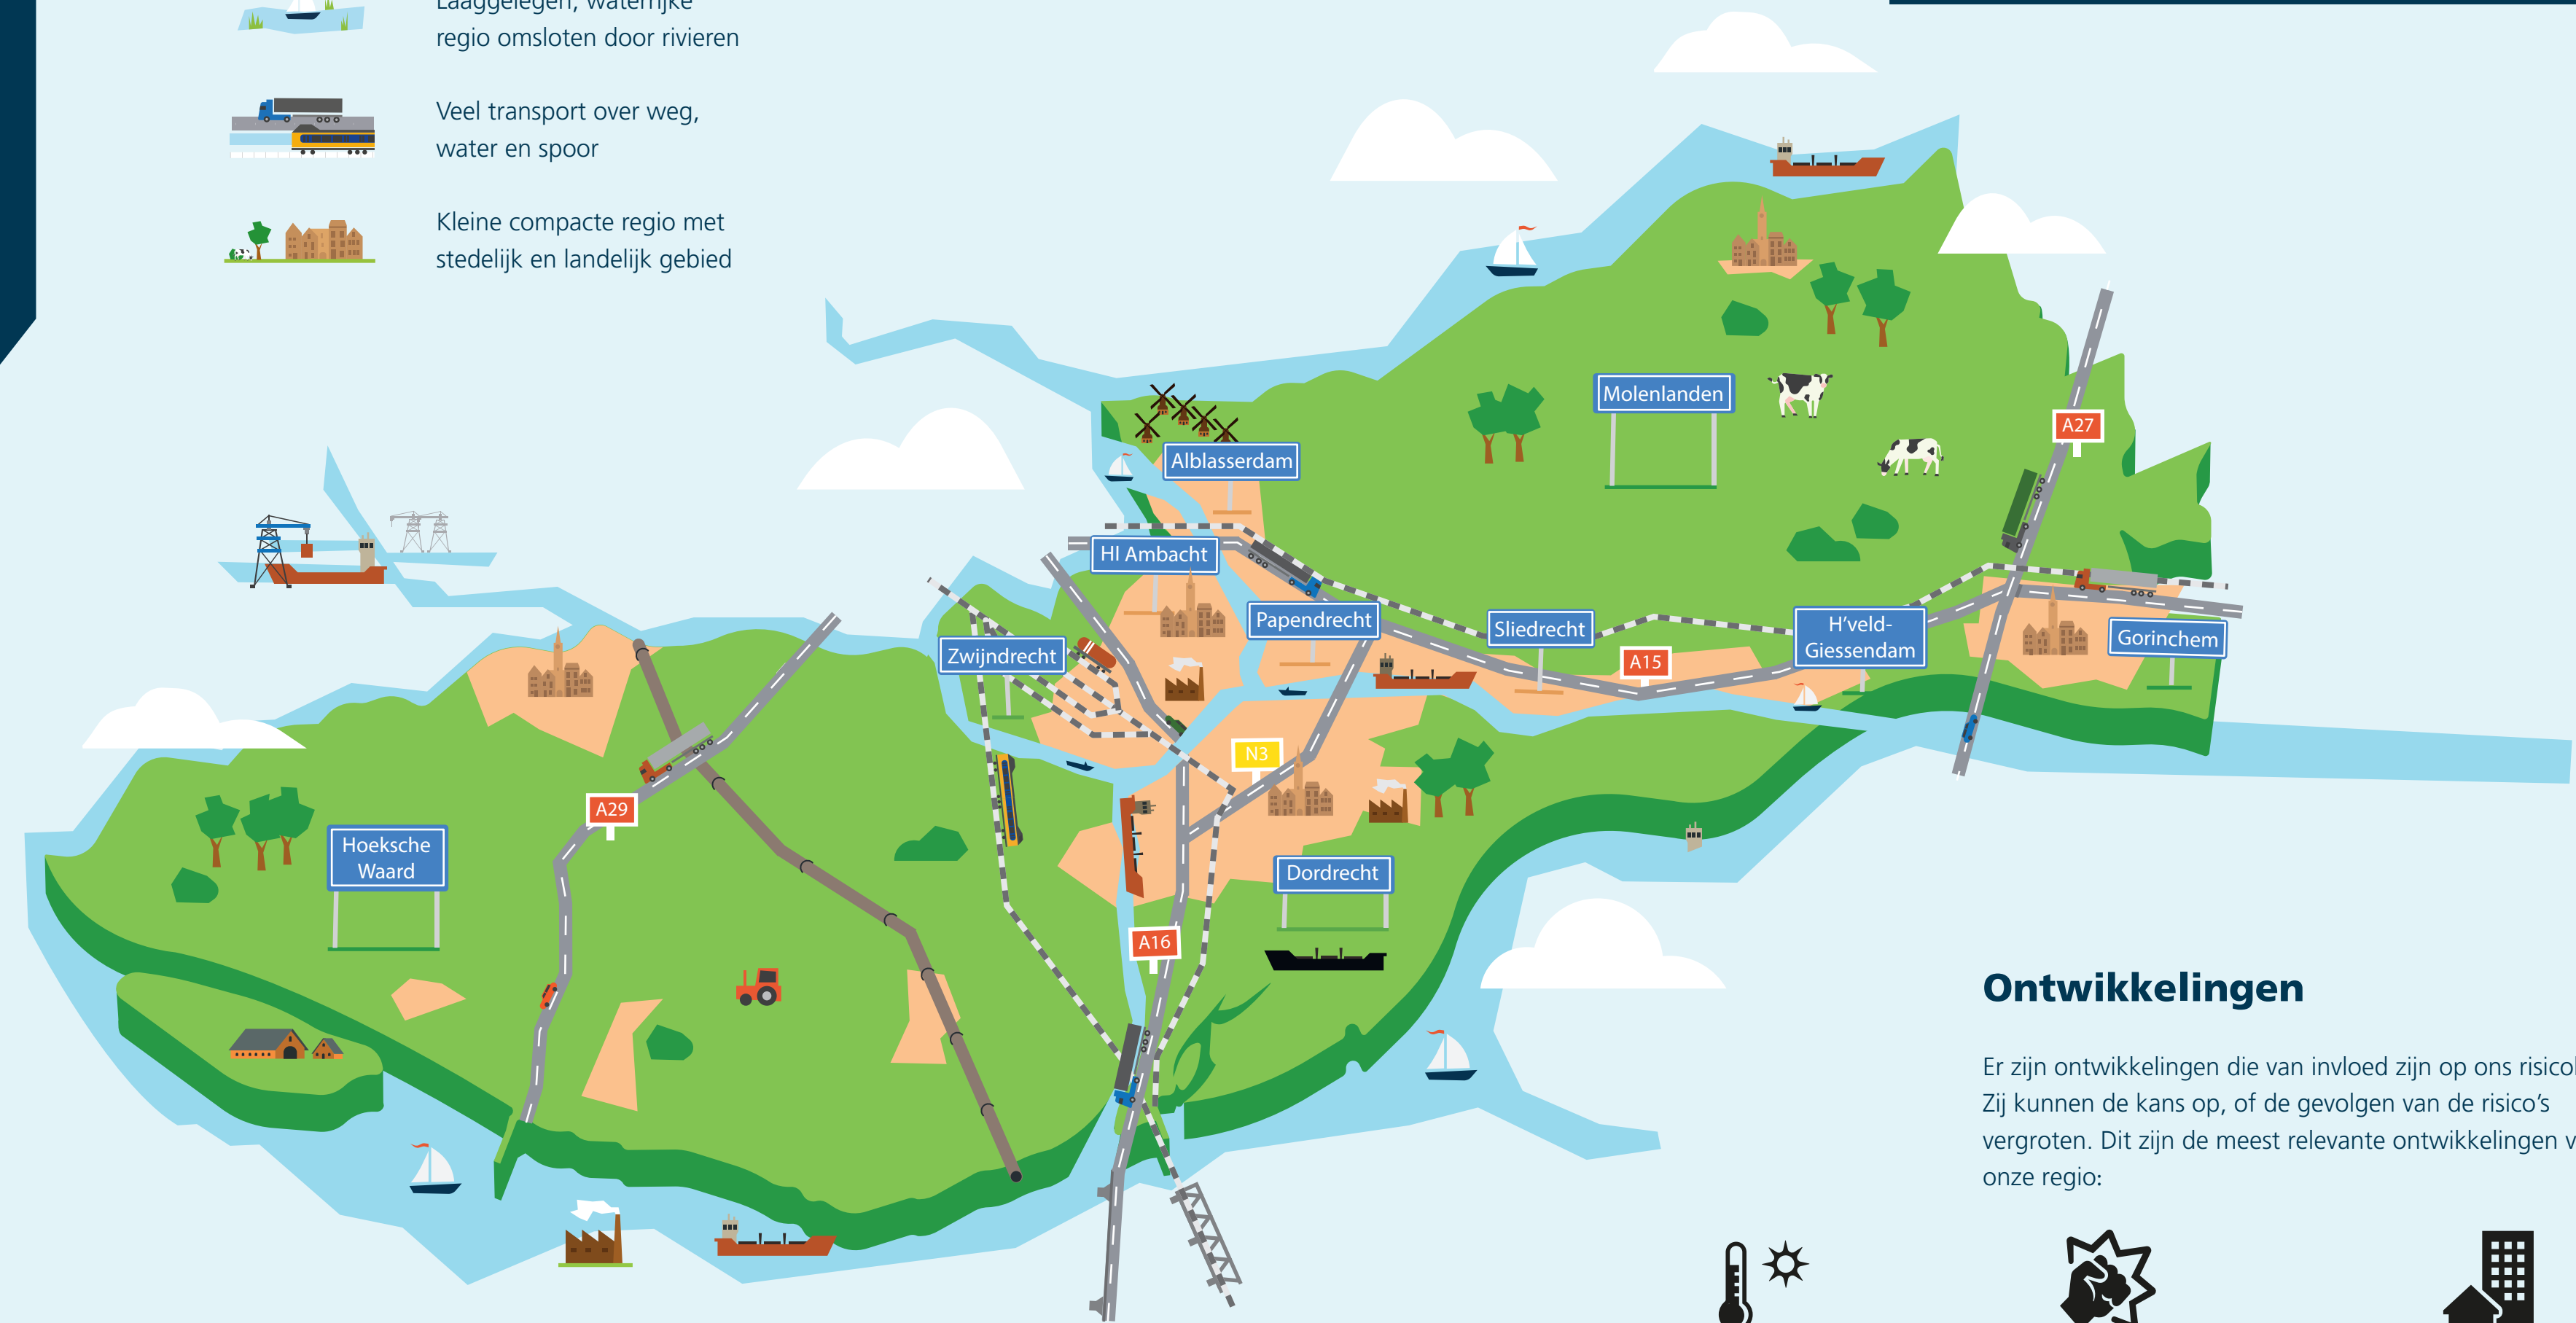 Laaggelegen, waterrijke
regio omsloten door rivieren
Veel transport over weg,
water en spoor
Kleine compacte regio met
stedelijk en landelijk gebied
Molenlanden
A27
Alblasserdam
HI Ambacht
Papendrecht
Sliedrecht
H'veld-
Giessendam
Gorinchem
Zwijndrecht
A15
N3
A29
Hoeksche
Waard
Dordrecht
A16
Ontwikkelingen
Er zijn ontwikkelingen die van invloed zijn op ons
Zij kunnen de kans op, of de gevolgen van de risico's
vergroten. Dit zijn de meest relevante ontwikkelingen
onze regio: